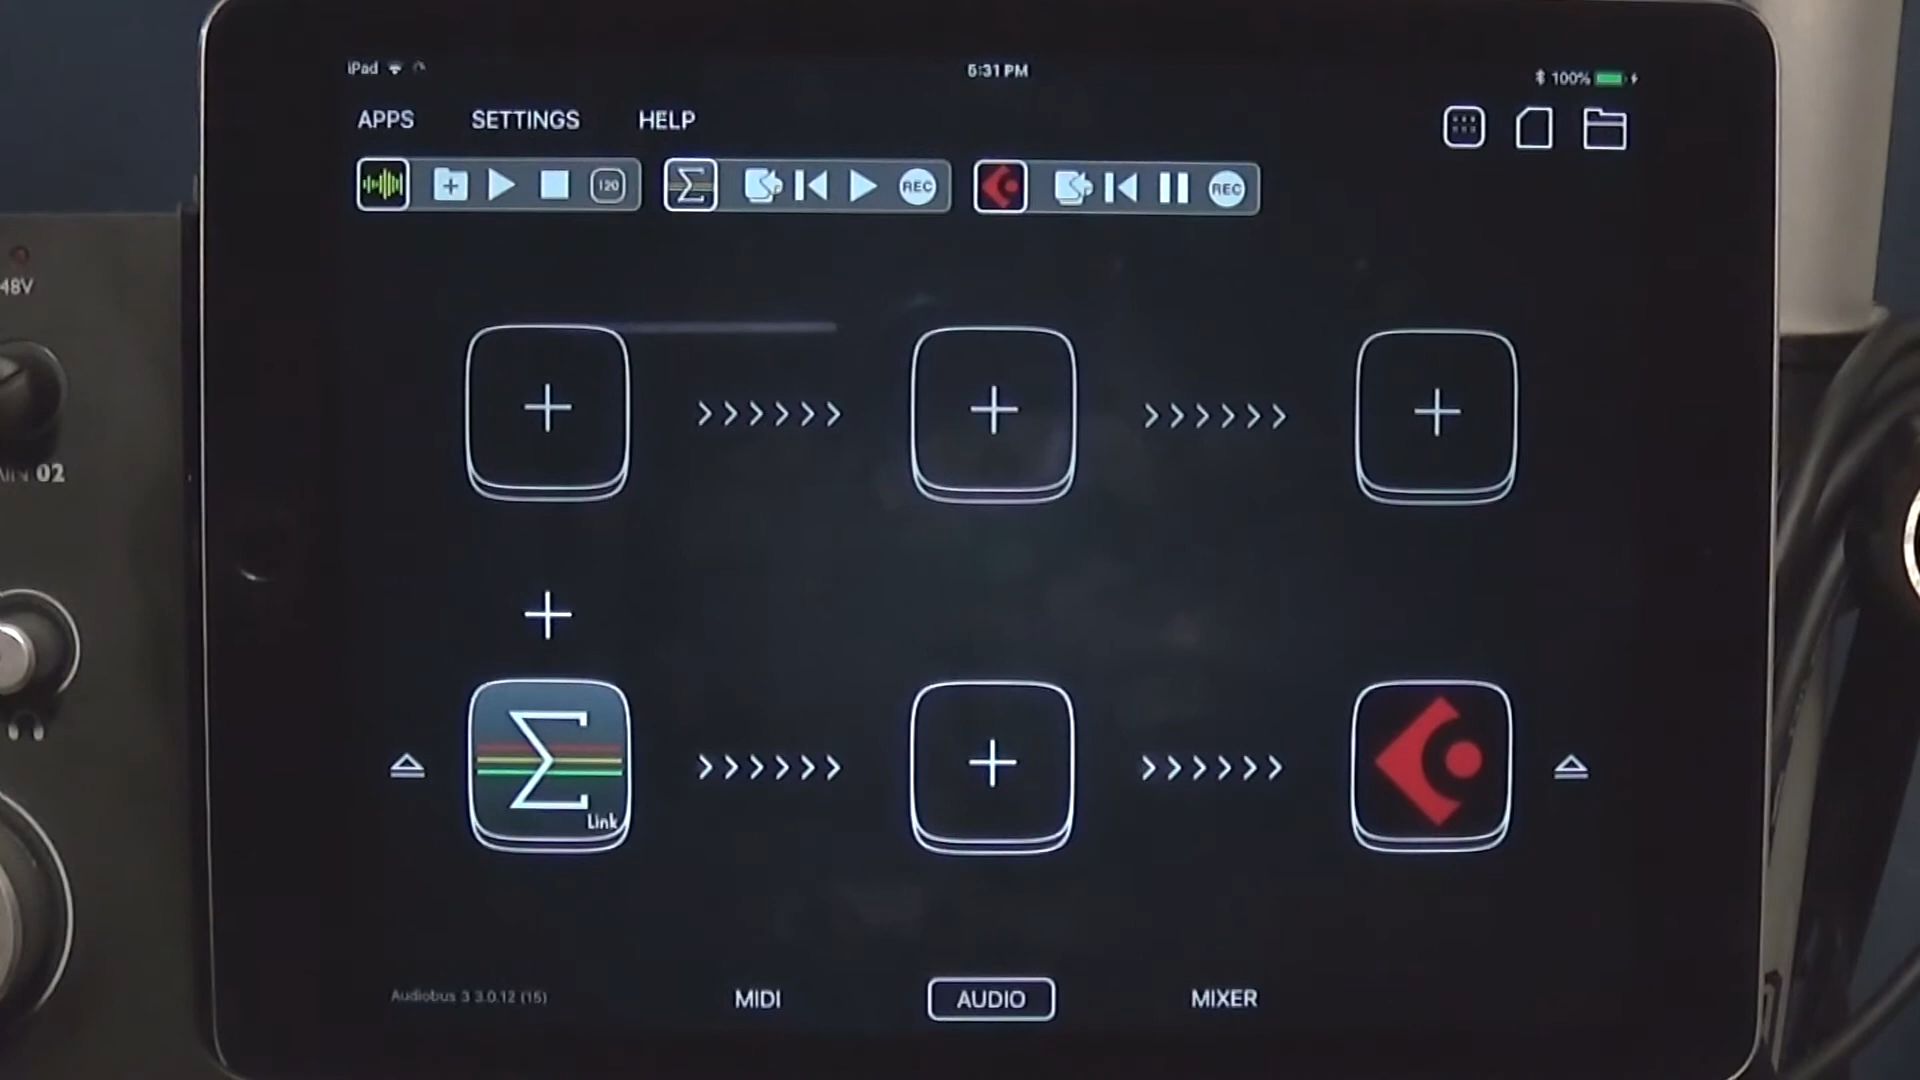 iPad
5:31 PM
100%
APPS SETTINGS HELP
120 REC REC
48V
02
Link
Audiobus 3 3.0.12 (15)
MIDI AUDIO MIXER